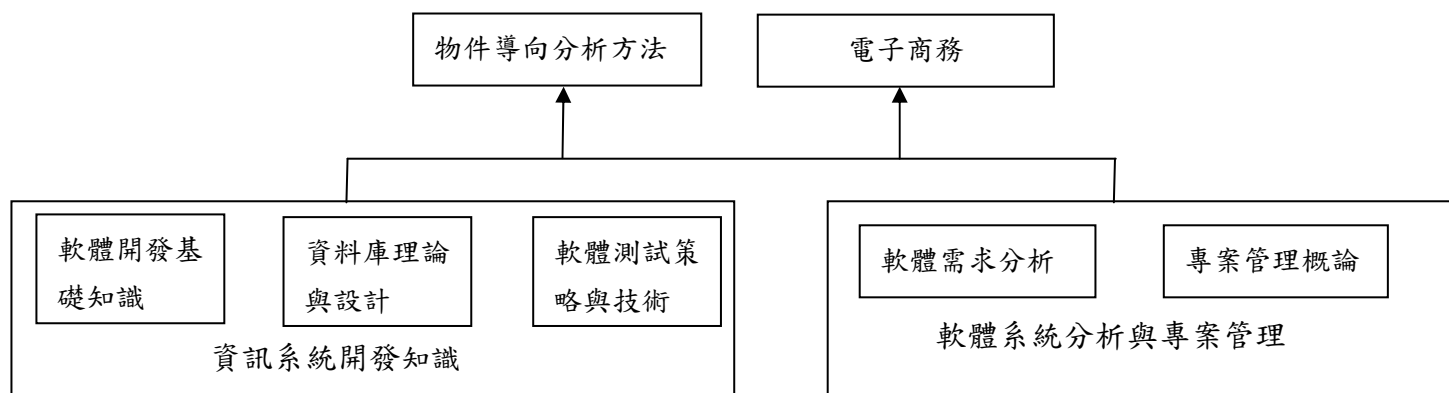 物件導向分析方法
電子商務
軟體開發基
礎知識
資料庫理論
與設計
軟體測試策
略與技術
資訊系統開發知識
軟體需求分析
專案管理概論
軟體系統分析與專案管理